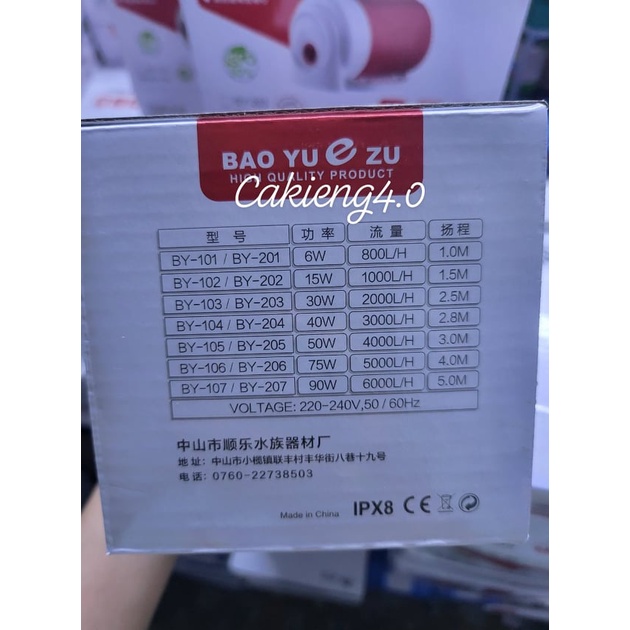 BAO YU e ZU
HIGH QUALITY PRODUCT
Cakieng4.0
型 号 功 率 流 量 扬程
BY-101 / BY-201 6W 800L/H 1.0M
BY-102 / BY-202 15W 1000L/H 1.5M
BY-103 / BY-203 30W 2000L/H 2.5M
BY-104 / BY-204 40W 3000L/H 2.8M
BY-105 / BY-205 50W 4000L/H 3.0M
BY-106 / BY-206 75W 5000L/H 4.0M
BY-107 / BY-207 90W 6000L/H 5.0M
VOLTAGE: 220-240V,50 / 60Hz
中山市顺乐水族器材厂
地 址: 中山市小榄镇联丰村丰华街八巷十九号
电 话: 0760-22738503
Made in China IPX8 CE